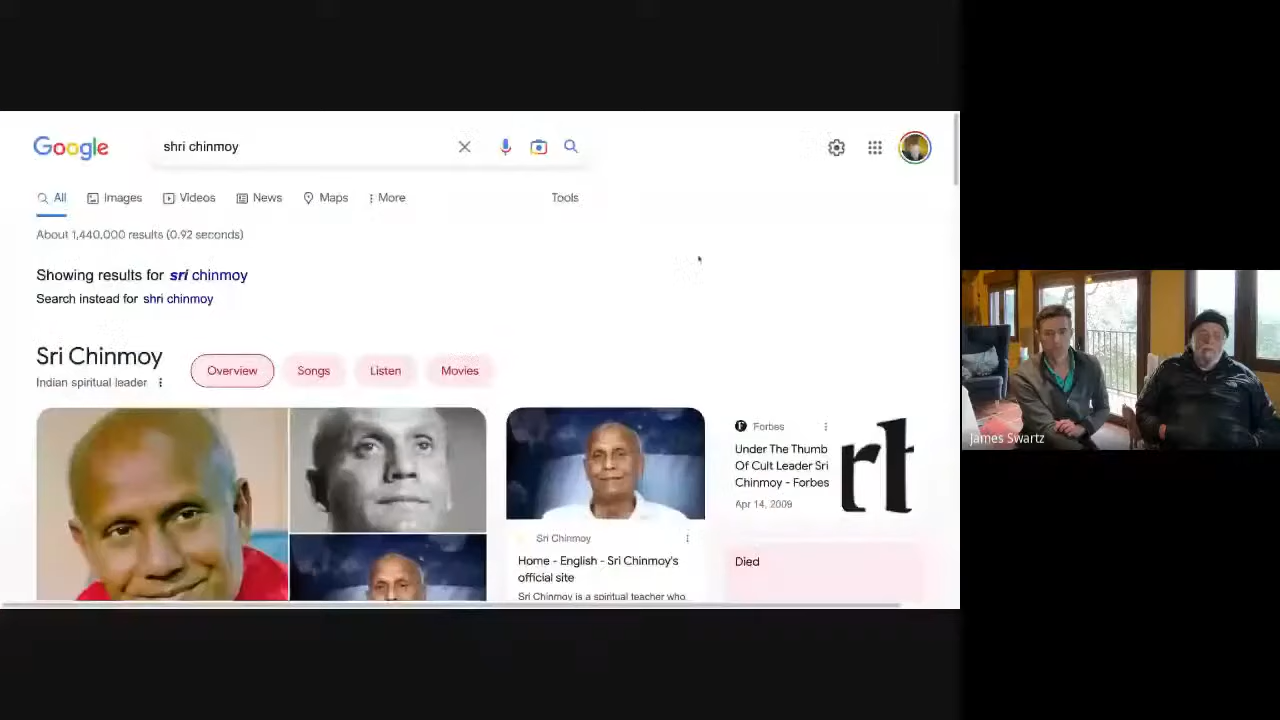 Google
shri chinmoy
All Images Videos News Maps More Tools
About 1,440,000 results (0.92 seconds)
Showing results for sri chinmoy
Search instead for shri chinmoy
Sri Chinmoy
Indian spiritual leader
Overview Songs Listen Movies
Sri Chinmoy
Home - English - Sri Chinmoy's
official site
Sri Chinmoy is a spiritual teacher who
Forbes
Under The Thumb
Of Cult Leader Sri
Chinmoy - Forbes
Apr 14, 2009
rt
Died
James Swartz